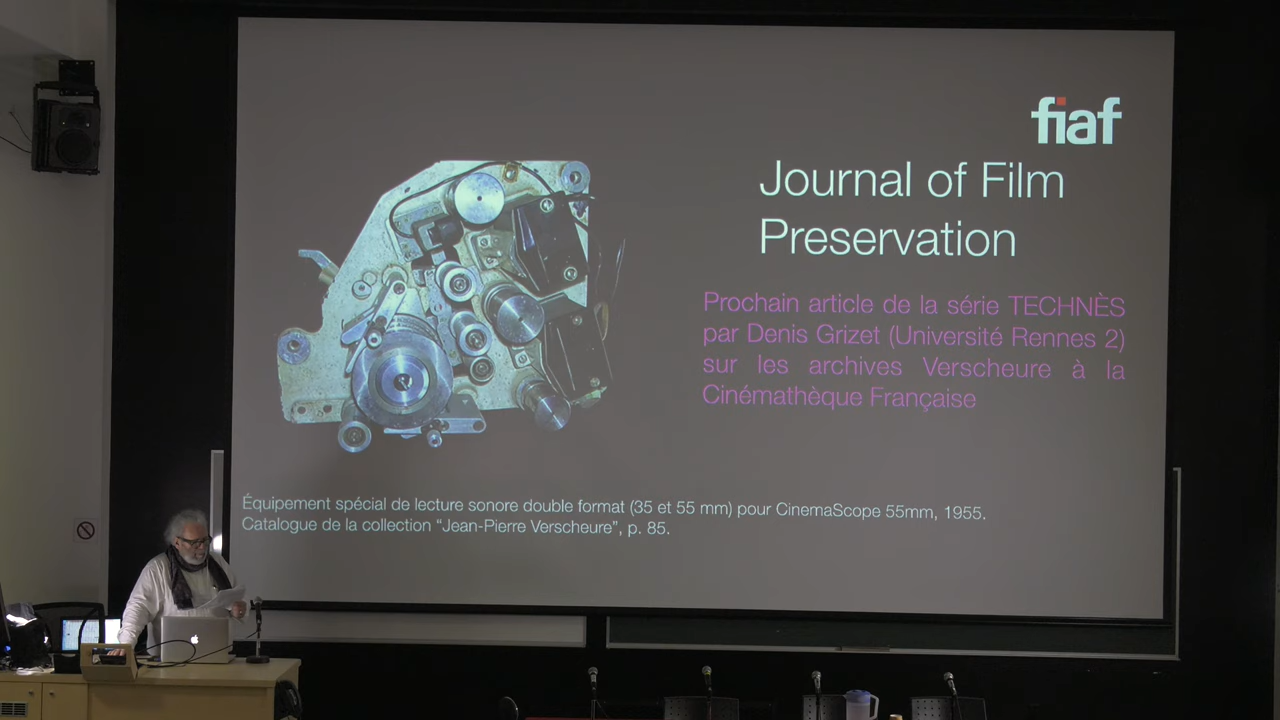 fiaf
Journal of Film
Preservation
Prochain article de la série TECHNÈS
par Denis Grizet (Université Rennes 2)
sur les archives Verscheure à la
Cinémathèque Française
Équipement spécial de lecture sonore double format (35 et 55 mm) pour CinemaScope 55mm, 1955.
Catalogue de la collection “Jean-Pierre Verscheure”, p. 85.